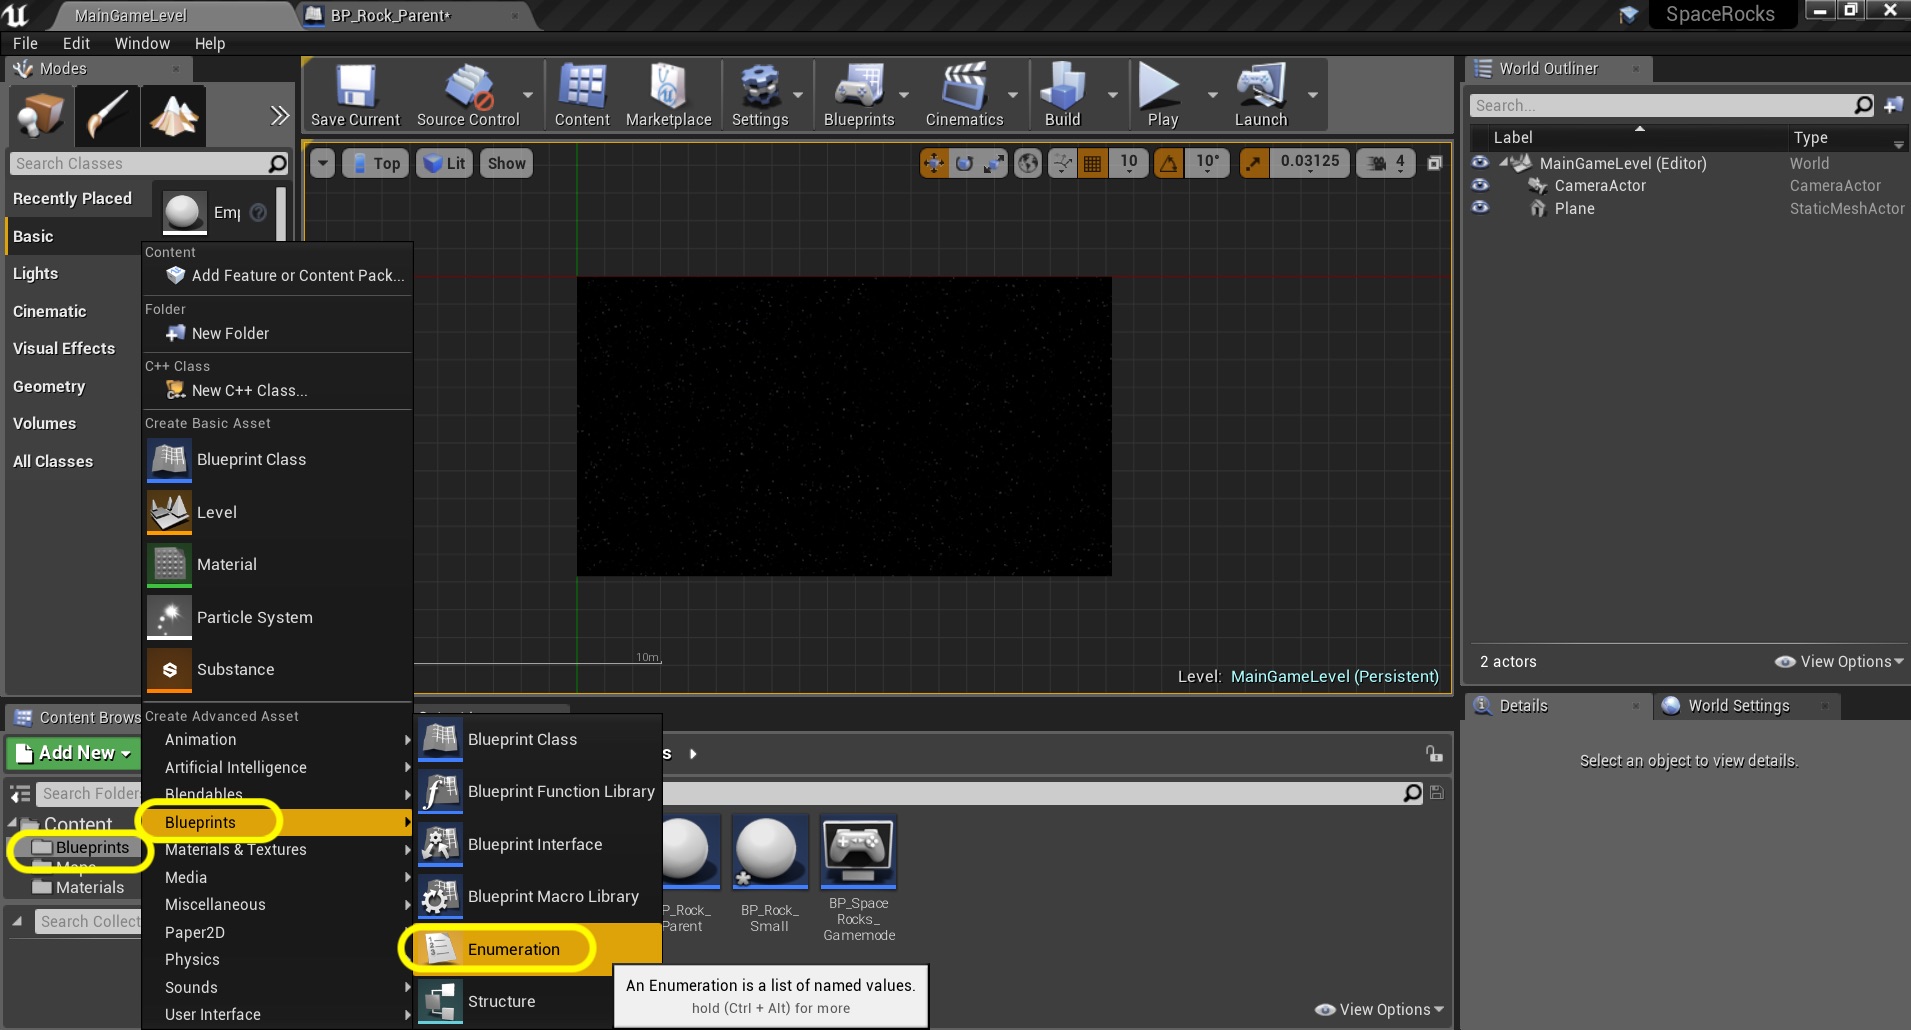 MainGameLevel
BP_Rock_Parent*
SpaceRocks
File Edit Window Help
Modes
Save Current
Source Control
Content
Marketplace
Settings
Blueprints
Cinematics
Build
Play
Launch
Search Classes
Recently Placed
Basic
Lights
Cinematic
Visual Effects
Geometry
Volumes
All Classes
Top
Lit
Show
10
10°
0.03125
4
10m
Level: MainGameLevel (Persistent)
World Outliner
Search...
Label Type
MainGameLevel (Editor) World
CameraActor CameraActor
Plane StaticMeshActor
2 actors
View Options
Details
World Settings
Select an object to view details.
Content
Add Feature or Content Pack...
Folder
New Folder
C++ Class
New C++ Class...
Create Basic Asset
Blueprint Class
Level
Material
Particle System
Substance
Create Advanced Asset
Animation
Artificial Intelligence
Blendables
Blueprints
Materials & Textures
Media
Miscellaneous
Paper2D
Physics
Sounds
User Interface
Blueprint Class
Blueprint Function Library
Blueprint Interface
Blueprint Macro Library
Enumeration
Structure
An Enumeration is a list of named values.
hold (Ctrl + Alt) for more
Content Brows
Add New
Search Folder
Content
Blueprints
Maps
Materials
Search Collect
BP_Rock_
Small
BP_Space
Rocks_
Gamemode
P_Rock_
Parent
View Options